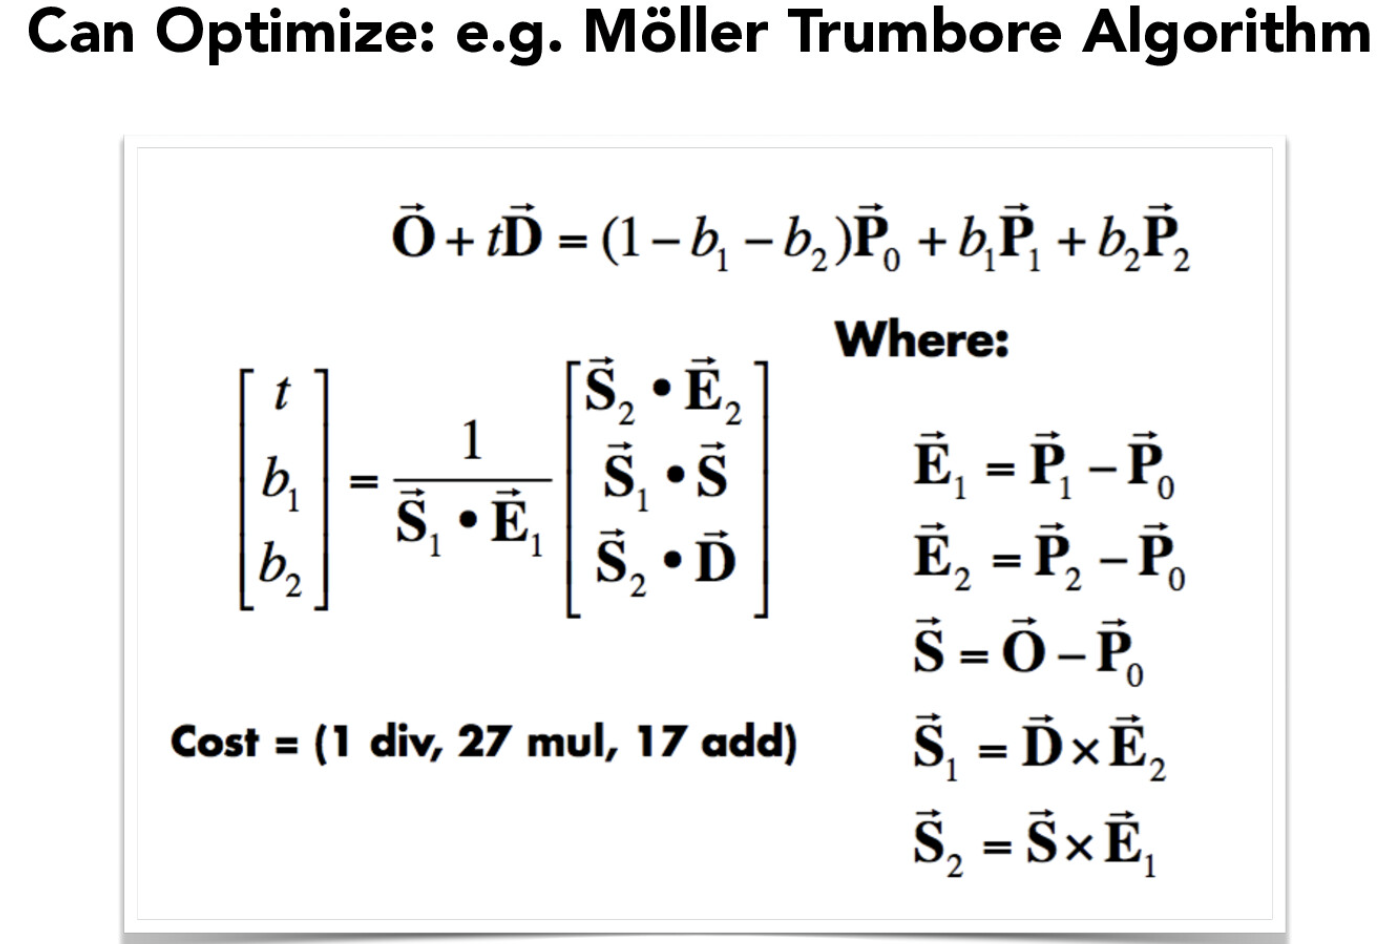 Can Optimize: e.g. Möller Trumbore Algorithm
$\vec{\mathbf{O}} + t\vec{\mathbf{D}} = (1 - b_1 - b_2)\vec{\mathbf{P}}_0 + b_1\vec{\mathbf{P}}_1 + b_2\vec{\mathbf{P}}_2$
Where:
$\begin{bmatrix} t \\ b_1 \\ b_2 \end{bmatrix} = \frac{1}{\vec{\mathbf{S}}_1 \bullet \vec{\mathbf{E}}_1} \begin{bmatrix} \vec{\mathbf{S}}_2 \bullet \vec{\mathbf{E}}_2 \\ \vec{\mathbf{S}}_1 \bullet \vec{\mathbf{S}} \\ \vec{\mathbf{S}}_2 \bullet \vec{\mathbf{D}} \end{bmatrix}$
$\vec{\mathbf{E}}_1 = \vec{\mathbf{P}}_1 - \vec{\mathbf{P}}_0$
$\vec{\mathbf{E}}_2 = \vec{\mathbf{P}}_2 - \vec{\mathbf{P}}_0$
$\vec{\mathbf{S}} = \vec{\mathbf{O}} - \vec{\mathbf{P}}_0$
$\vec{\mathbf{S}}_1 = \vec{\mathbf{D}} \times \vec{\mathbf{E}}_2$
$\vec{\mathbf{S}}_2 = \vec{\mathbf{S}} \times \vec{\mathbf{E}}_1$
Cost = (1 div, 27 mul, 17 add)